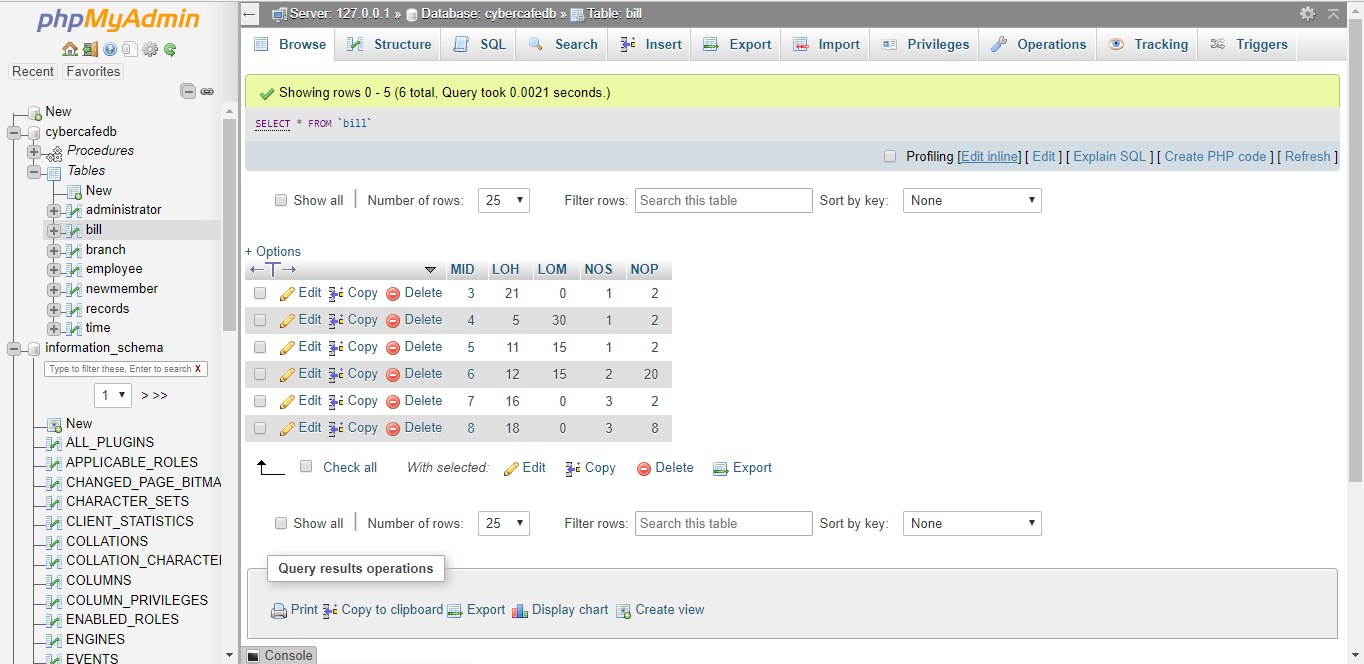 phpMyAdmin
Recent Favorites
New
cybercafedb
Procedures
Tables
New
administrator
bill
branch
employee
newmember
records
time
information_schema
Type to filter these, Enter to search X
1 > >>
New
ALL_PLUGINS
APPLICABLE_ROLES
CHANGED_PAGE_BITMA
CHARACTER_SETS
CLIENT_STATISTICS
COLLATIONS
COLLATION_CHARACTE
COLUMNS
COLUMN_PRIVILEGES
ENABLED_ROLES
ENGINES
EVENTS
Server: 127.0.0.1 » Database: cybercafedb » Table: bill
Browse Structure SQL Search Insert Export Import Privileges Operations Tracking Triggers
Showing rows 0 - 5 (6 total, Query took 0.0021 seconds.)
SELECT * FROM `bill`
Profiling [Edit inline] [ Edit ] [ Explain SQL ] [ Create PHP code ] [ Refresh ]
Show all Number of rows: 25 Filter rows: Search this table Sort by key: None
+ Options
←T→ MID LOH LOM NOS NOP
Edit Copy Delete 3 21 0 1 2
Edit Copy Delete 4 5 30 1 2
Edit Copy Delete 5 11 15 1 2
Edit Copy Delete 6 12 15 2 20
Edit Copy Delete 7 16 0 3 2
Edit Copy Delete 8 18 0 3 8
Check all With selected: Edit Copy Delete Export
Show all Number of rows: 25 Filter rows: Search this table Sort by key: None
Query results operations
Print Copy to clipboard Export Display chart Create view
Console